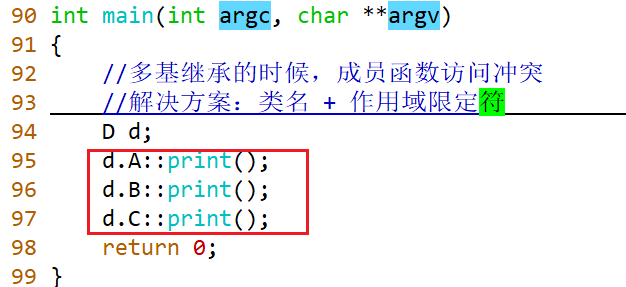 90 int main(int argc, char **argv)
91 {
92     //多基继承的时候，成员函数访问冲突
93     //解决方案：类名 + 作用域限定符
94     D d;
95     d.A::print();
96     d.B::print();
97     d.C::print();
98     return 0;
99 }